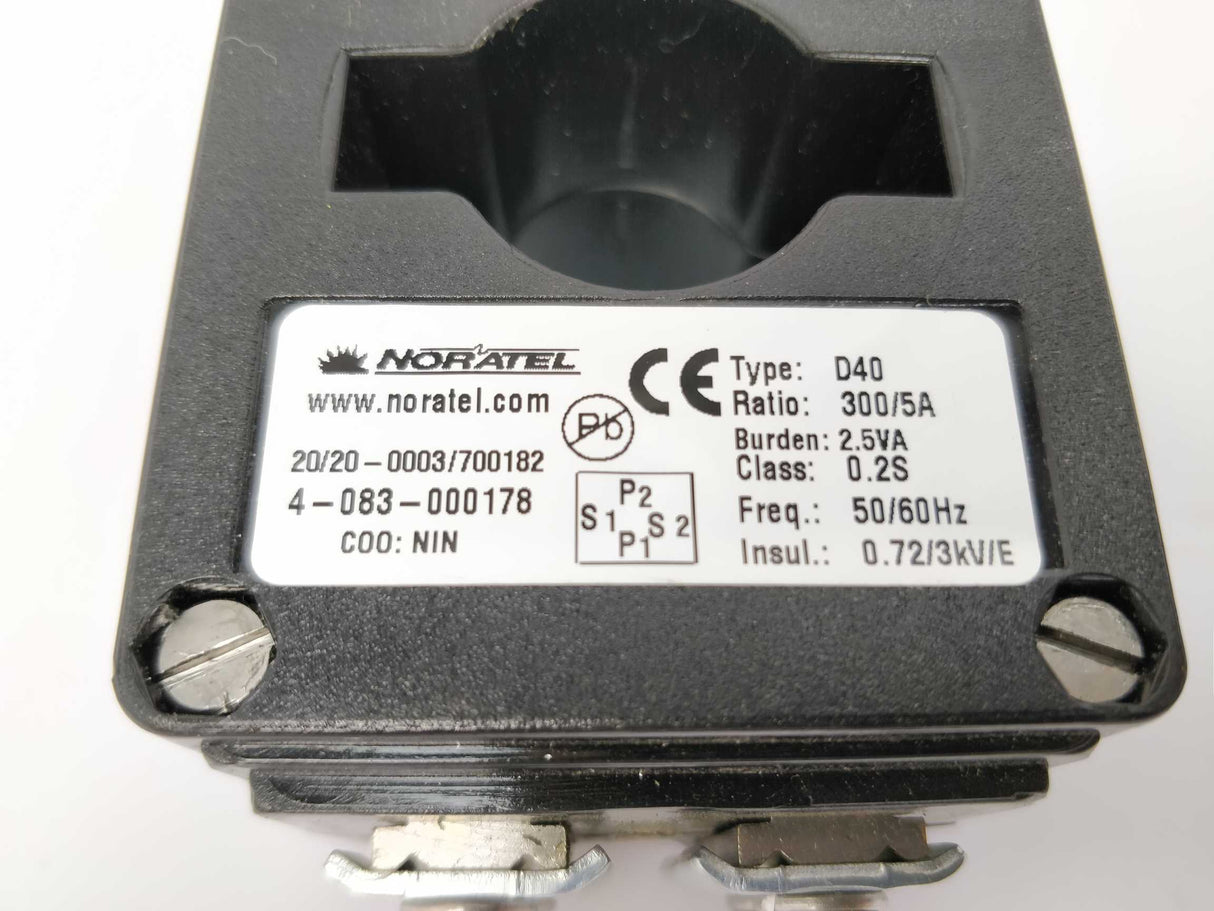 NORATEL
www.noratel.com
20/20-0003/700182
4-083-000178
COO: NIN
Pb
CE
P2
S1 S2
P1
Type: D40
Ratio: 300/5A
Burden: 2.5VA
Class: 0.2S
Freq.: 50/60Hz
Insul.: 0.72/3kV/E